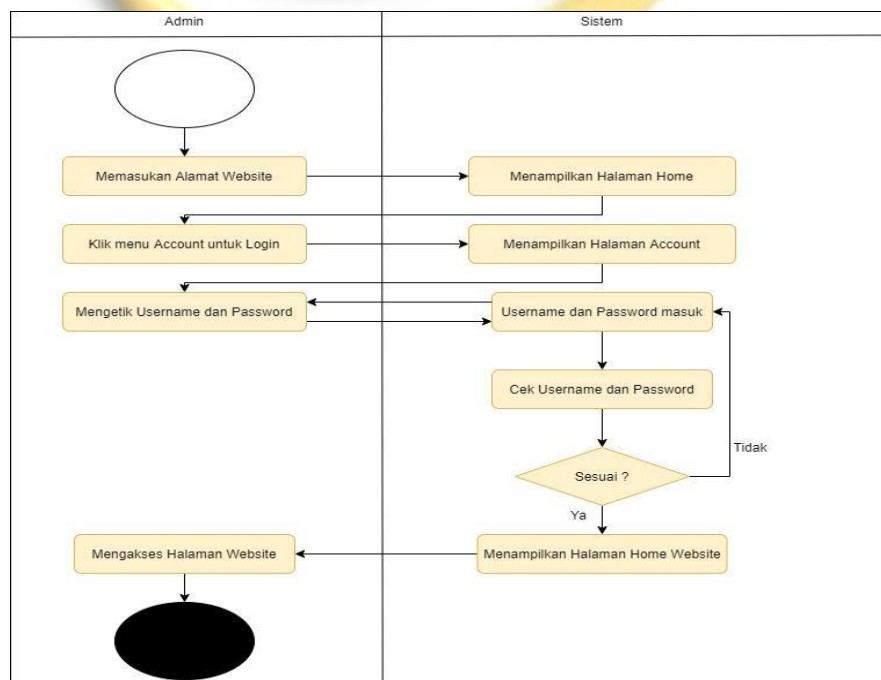 Admin
Sistem
Memasukan Alamat Website
Menampilkan Halaman Home
Klik menu Account untuk Login
Menampilkan Halaman Account
Mengetik Username dan Password
Username dan Password masuk
Cek Username dan Password
Tidak
Sesuai ?
Ya
Mengakses Halaman Website
Menampilkan Halaman Home Website